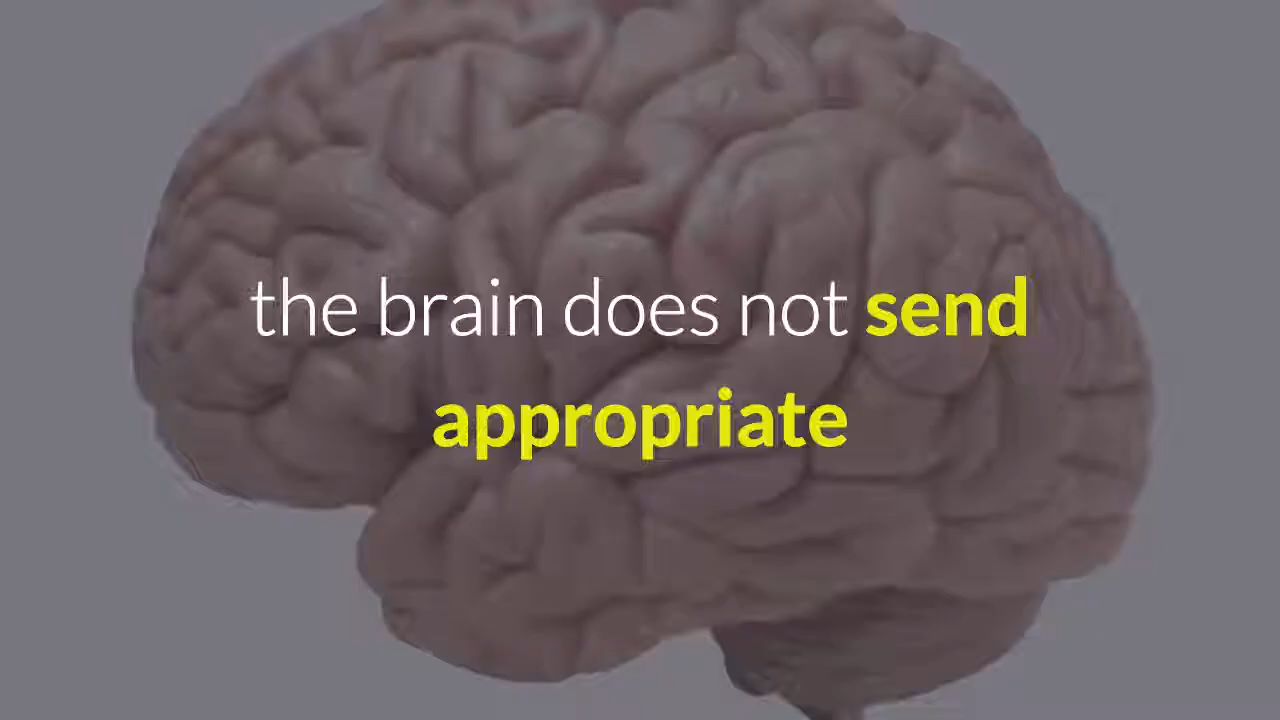 the brain does not send
appropriate